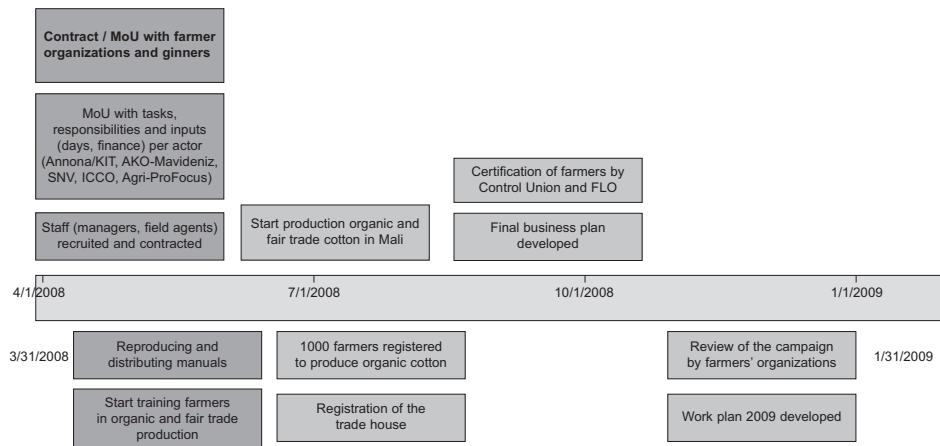 Contract / MoU with farmer
organizations and ginners
MoU with tasks,
responsibilities and inputs
(days, finance) per actor
(Annona/KIT, AKO-Mavideniz,
SNV, ICCO, Agri-ProFocus)
Staff (managers, field agents)
recruited and contracted
Start production organic and
fair trade cotton in Mali
Certification of farmers by
Control Union and FLO
Final business plan
developed
4/1/2008
7/1/2008
10/1/2008
1/1/2009
3/31/2008
Reproducing and
distributing manuals
Start training farmers
in organic and fair trade
production
1000 farmers registered
to produce organic cotton
Registration of the
trade house
Review of the campaign
by farmers’ organizations
Work plan 2009 developed
1/31/2009